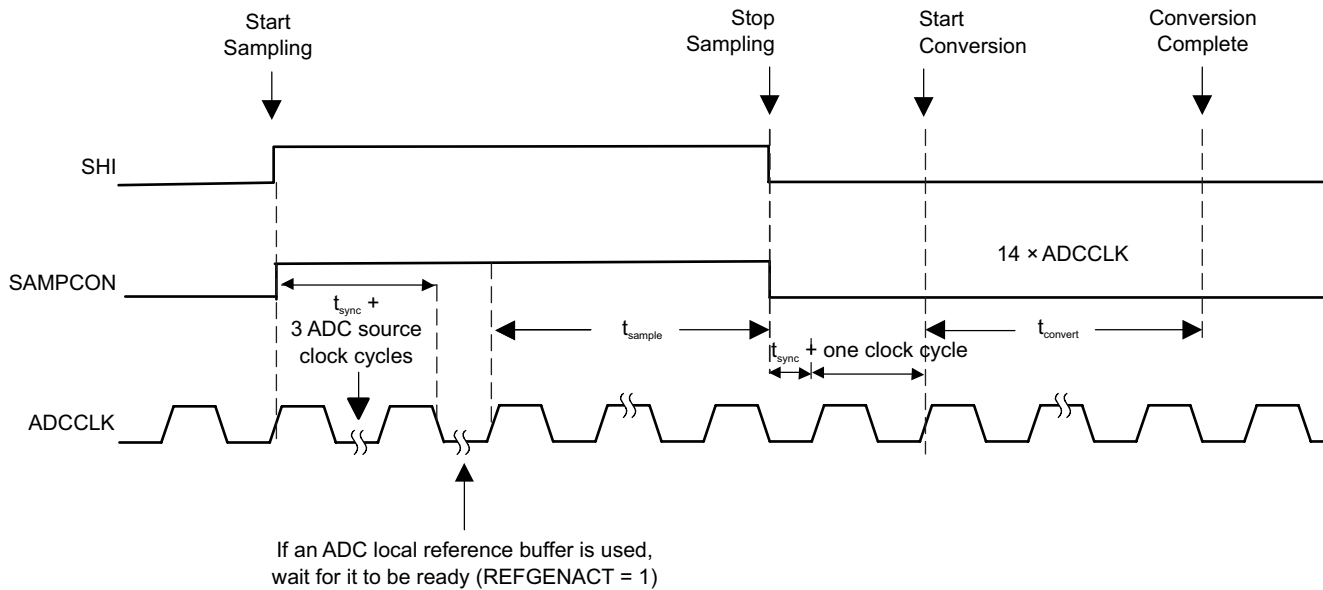 Start
Sampling
Stop
Sampling
Start
Conversion
Conversion
Complete
SHI
SAMPCON
14 × ADCCLK
tsync +
3 ADC source
clock cycles
tsample
tconvert
tsync + one clock cycle
ADCCLK
If an ADC local reference buffer is used,
wait for it to be ready (REFGENACT = 1)